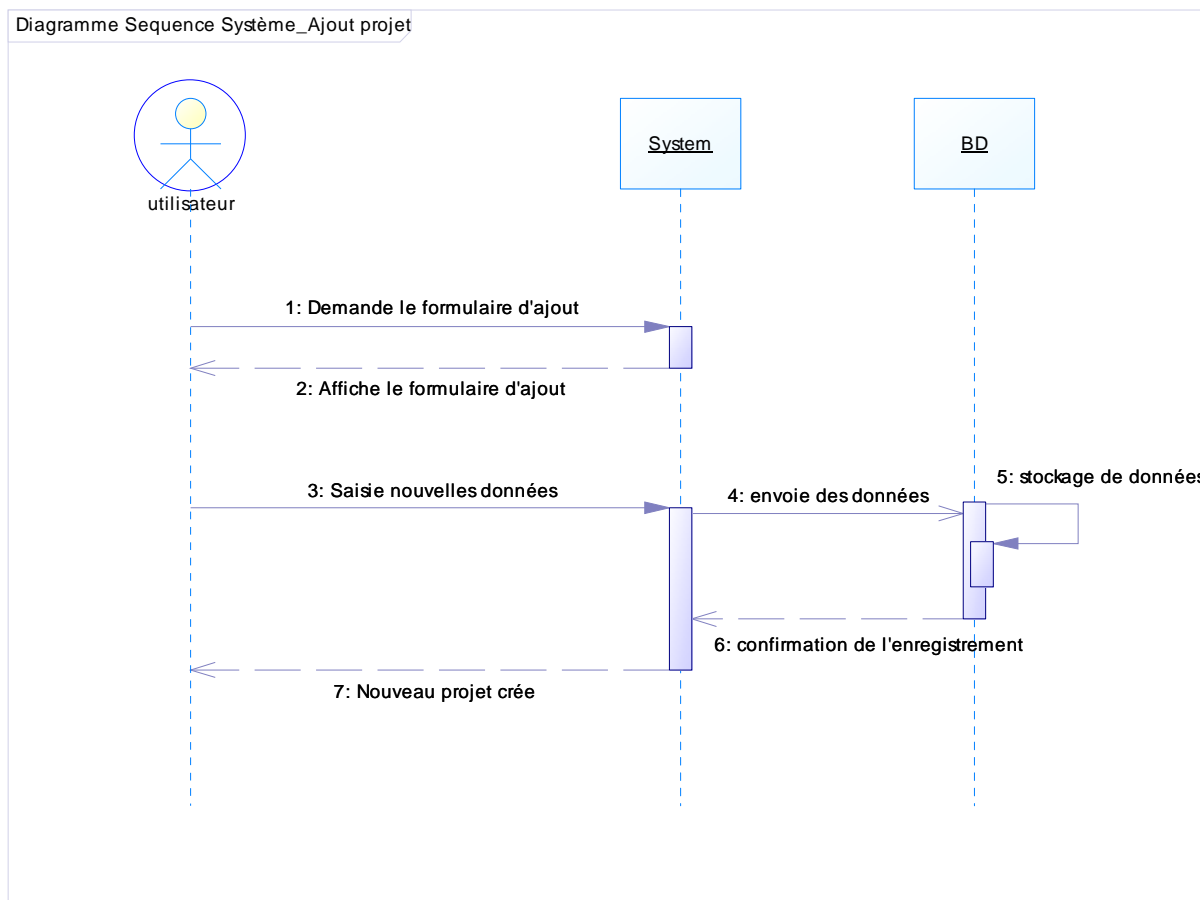 Diagramme Sequence Système_Ajout projet
utilisateur
System
BD
1: Demande le formulaire d'ajout
2: Affiche le formulaire d'ajout
3: Saisie nouvelles données
4: envoie des données
5: stockage de données
6: confirmation de l'enregistrement
7: Nouveau projet crée